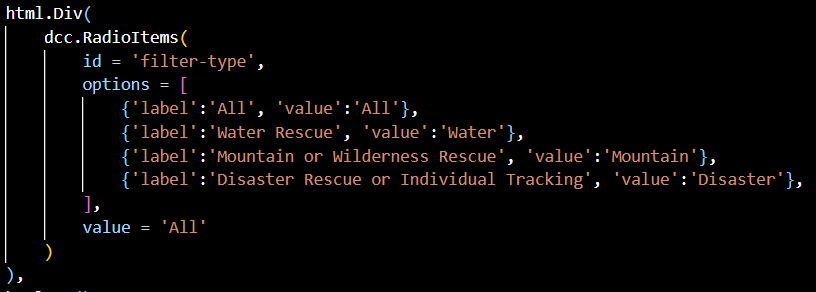 html.Div(
    dcc.RadioItems(
        id = 'filter-type',
        options = [
            {'label':'All', 'value':'All'},
            {'label':'Water Rescue', 'value':'Water'},
            {'label':'Mountain or Wilderness Rescue', 'value':'Mountain'},
            {'label':'Disaster Rescue or Individual Tracking', 'value':'Disaster'},
        ],
        value = 'All'
    )
),